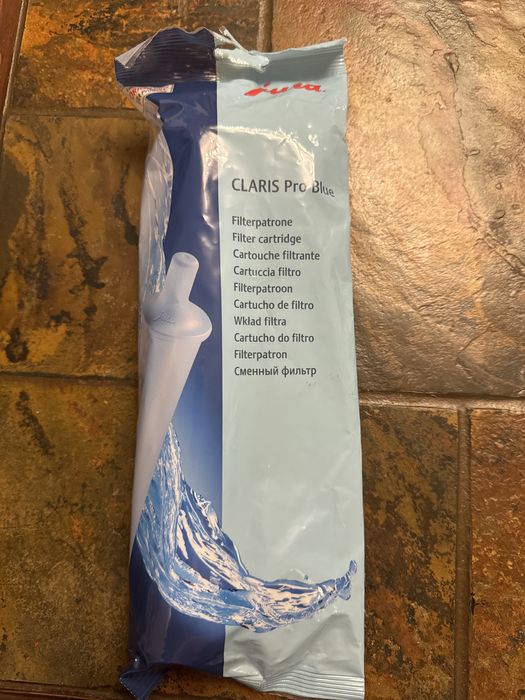 jura
CLARIS Pro Blue
Filterpatrone
Filter cartridge
Cartouche filtrante
Cartuccia filtro
Filterpatroon
Cartucho de filtro
Wkład filtra
Cartucho do filtro
Filterpatron
Сменный фильтр